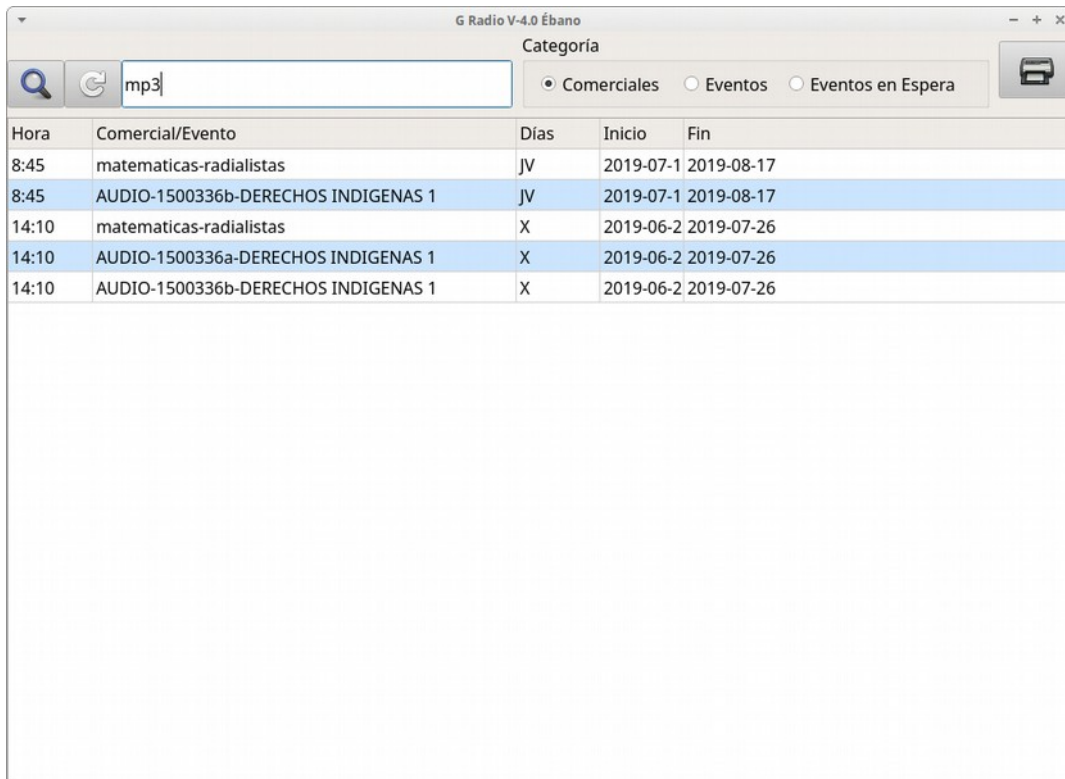 G Radio V-4.0 Ébano
Categoría
mp3 Comerciales Eventos Eventos en Espera
Hora Comercial/Evento Días Inicio Fin
8:45 matematicas-radialistas JV 2019-07-1 2019-08-17
8:45 AUDIO-1500336b-DERECHOS INDIGENAS 1 JV 2019-07-1 2019-08-17
14:10 matematicas-radialistas X 2019-06-2 2019-07-26
14:10 AUDIO-1500336a-DERECHOS INDIGENAS 1 X 2019-06-2 2019-07-26
14:10 AUDIO-1500336b-DERECHOS INDIGENAS 1 X 2019-06-2 2019-07-26